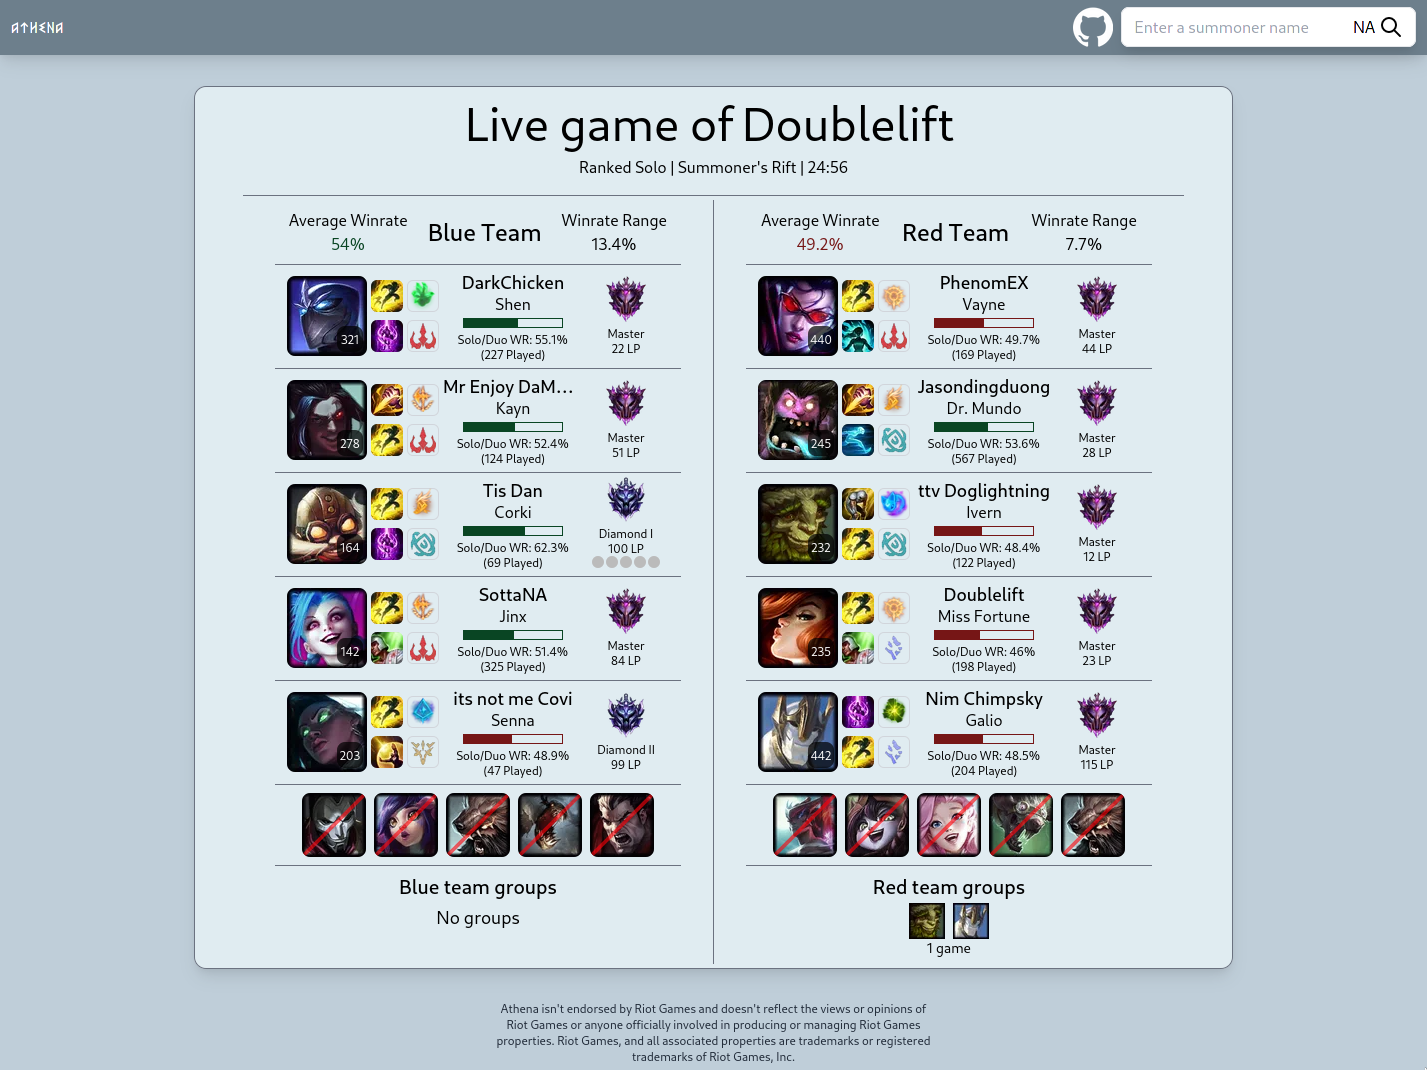 ATHENA
Enter a summoner name NA
Live game of Doublelift
Ranked Solo | Summoner's Rift | 24:56
Average Winrate
54%
Blue Team
Winrate Range
13.4%
321
DarkChicken
Shen
Solo/Duo WR: 55.1%
(227 Played)
Master
22 LP
278
Mr Enjoy DaM...
Kayn
Solo/Duo WR: 52.4%
(124 Played)
Master
51 LP
164
Tis Dan
Corki
Solo/Duo WR: 62.3%
(69 Played)
Diamond I
100 LP
142
SottaNA
Jinx
Solo/Duo WR: 51.4%
(325 Played)
Master
84 LP
203
its not me Covi
Senna
Solo/Duo WR: 48.9%
(47 Played)
Diamond II
99 LP
Blue team groups
No groups
Average Winrate
49.2%
Red Team
Winrate Range
7.7%
440
PhenomEX
Vayne
Solo/Duo WR: 49.7%
(169 Played)
Master
44 LP
245
Jasondingduong
Dr. Mundo
Solo/Duo WR: 53.6%
(567 Played)
Master
28 LP
232
ttv Doglightning
Ivern
Solo/Duo WR: 48.4%
(122 Played)
Master
12 LP
235
Doublelift
Miss Fortune
Solo/Duo WR: 46%
(198 Played)
Master
23 LP
442
Nim Chimpsky
Galio
Solo/Duo WR: 48.5%
(204 Played)
Master
115 LP
Red team groups
1 game
Athena isn't endorsed by Riot Games and doesn't reflect the views or opinions of
Riot Games or anyone officially involved in producing or managing Riot Games
properties. Riot Games, and all associated properties are trademarks or registered
trademarks of Riot Games, Inc.